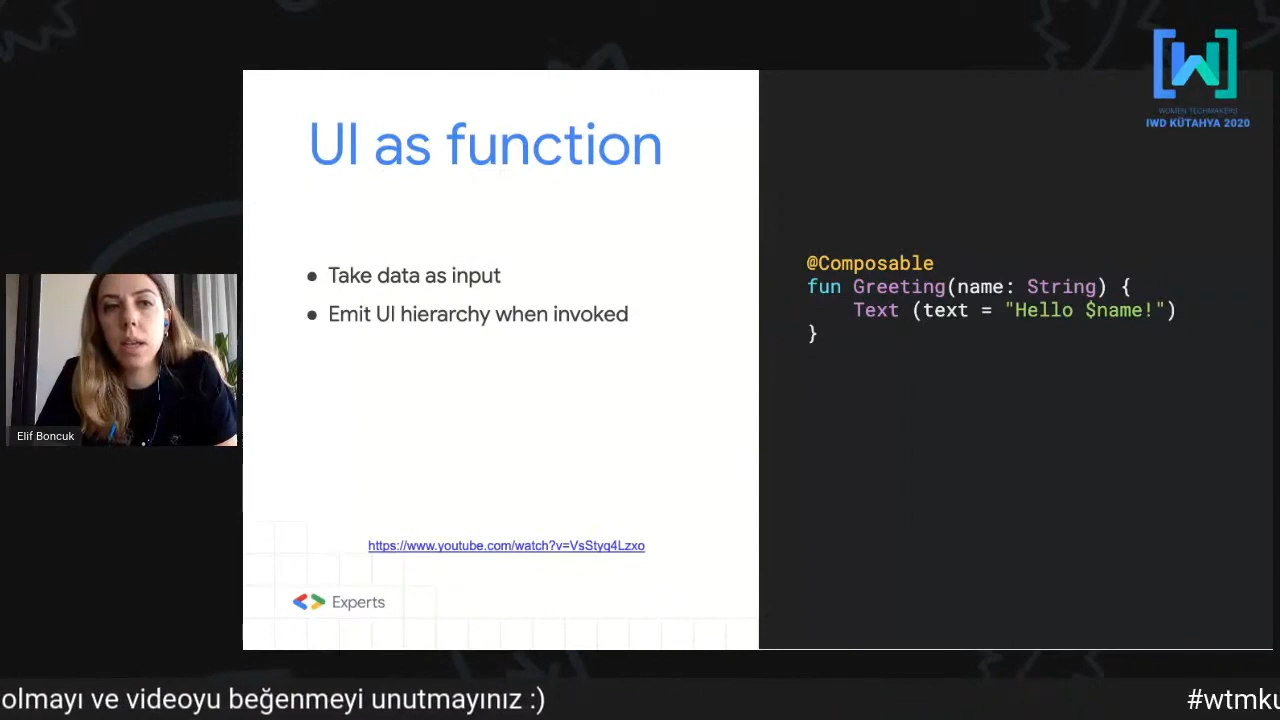 WOMEN TECHMAKERS
IWD KÜTAHYA 2020
UI as function
● Take data as input
● Emit UI hierarchy when invoked
@Composable
fun Greeting(name: String) {
    Text (text = "Hello $name!")
}
Elif Boncuk
https://www.youtube.com/watch?v=VsStyq4Lzxo
<> Experts
olmayı ve videoyu beğenmeyi unutmayınız :)
#wtmku